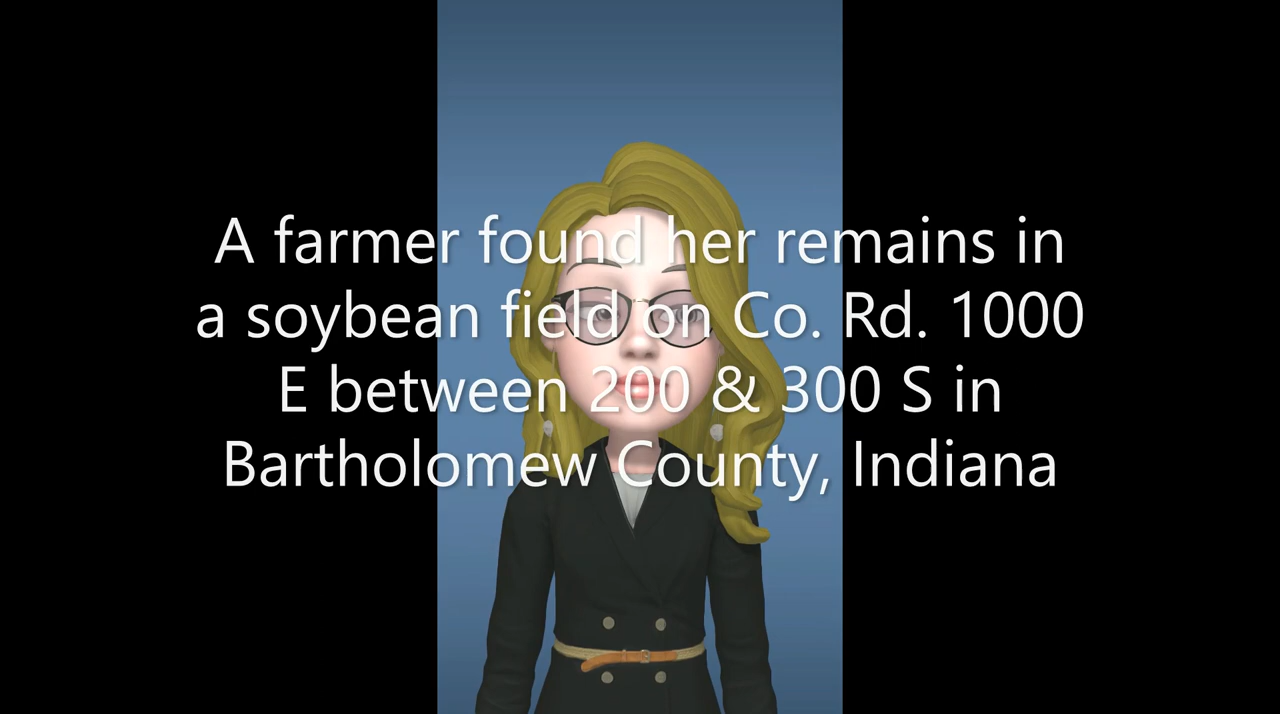 A farmer found her remains in
a soybean field on Co. Rd. 1000
E between 200 & 300 S in
Bartholomew County, Indiana